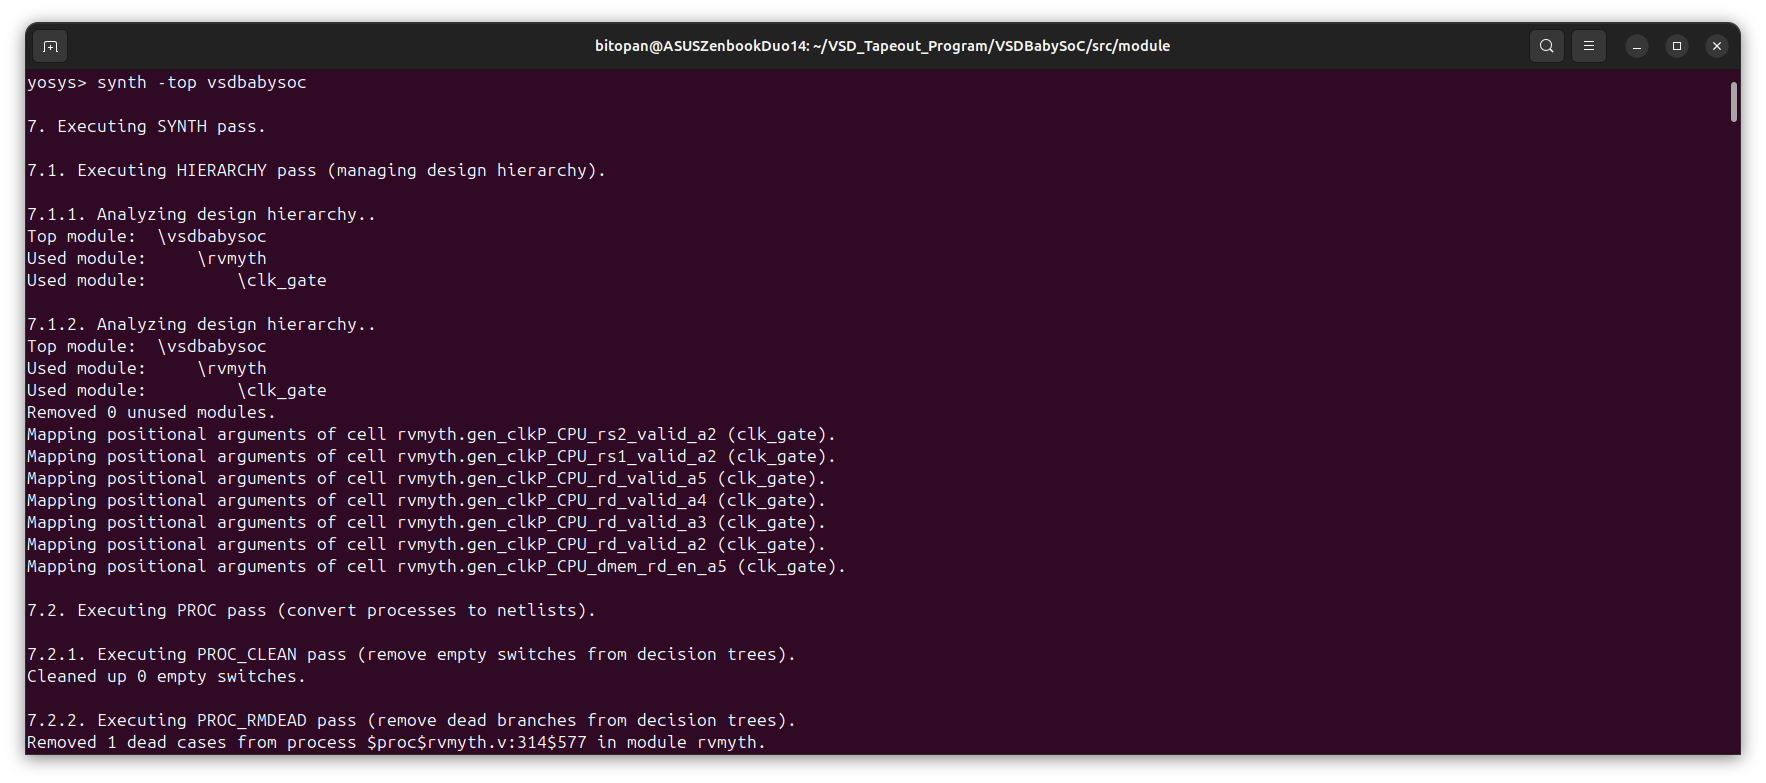 bitopan@ASUSZenbookDuo14: ~/VSD_Tapeout_Program/VSDBabySoC/src/module
yosys> synth -top vsdbabysoc
7. Executing SYNTH pass.
7.1. Executing HIERARCHY pass (managing design hierarchy).
7.1.1. Analyzing design hierarchy..
Top module:  \vsdbabysoc
Used module:     \rvmyth
Used module:         \clk_gate
7.1.2. Analyzing design hierarchy..
Top module:  \vsdbabysoc
Used module:     \rvmyth
Used module:         \clk_gate
Removed 0 unused modules.
Mapping positional arguments of cell rvmyth.gen_clkP_CPU_rs2_valid_a2 (clk_gate).
Mapping positional arguments of cell rvmyth.gen_clkP_CPU_rs1_valid_a2 (clk_gate).
Mapping positional arguments of cell rvmyth.gen_clkP_CPU_rd_valid_a5 (clk_gate).
Mapping positional arguments of cell rvmyth.gen_clkP_CPU_rd_valid_a4 (clk_gate).
Mapping positional arguments of cell rvmyth.gen_clkP_CPU_rd_valid_a3 (clk_gate).
Mapping positional arguments of cell rvmyth.gen_clkP_CPU_rd_valid_a2 (clk_gate).
Mapping positional arguments of cell rvmyth.gen_clkP_CPU_dmem_rd_en_a5 (clk_gate).
7.2. Executing PROC pass (convert processes to netlists).
7.2.1. Executing PROC_CLEAN pass (remove empty switches from decision trees).
Cleaned up 0 empty switches.
7.2.2. Executing PROC_RMDEAD pass (remove dead branches from decision trees).
Removed 1 dead cases from process $proc$rvmyth.v:314$577 in module rvmyth.